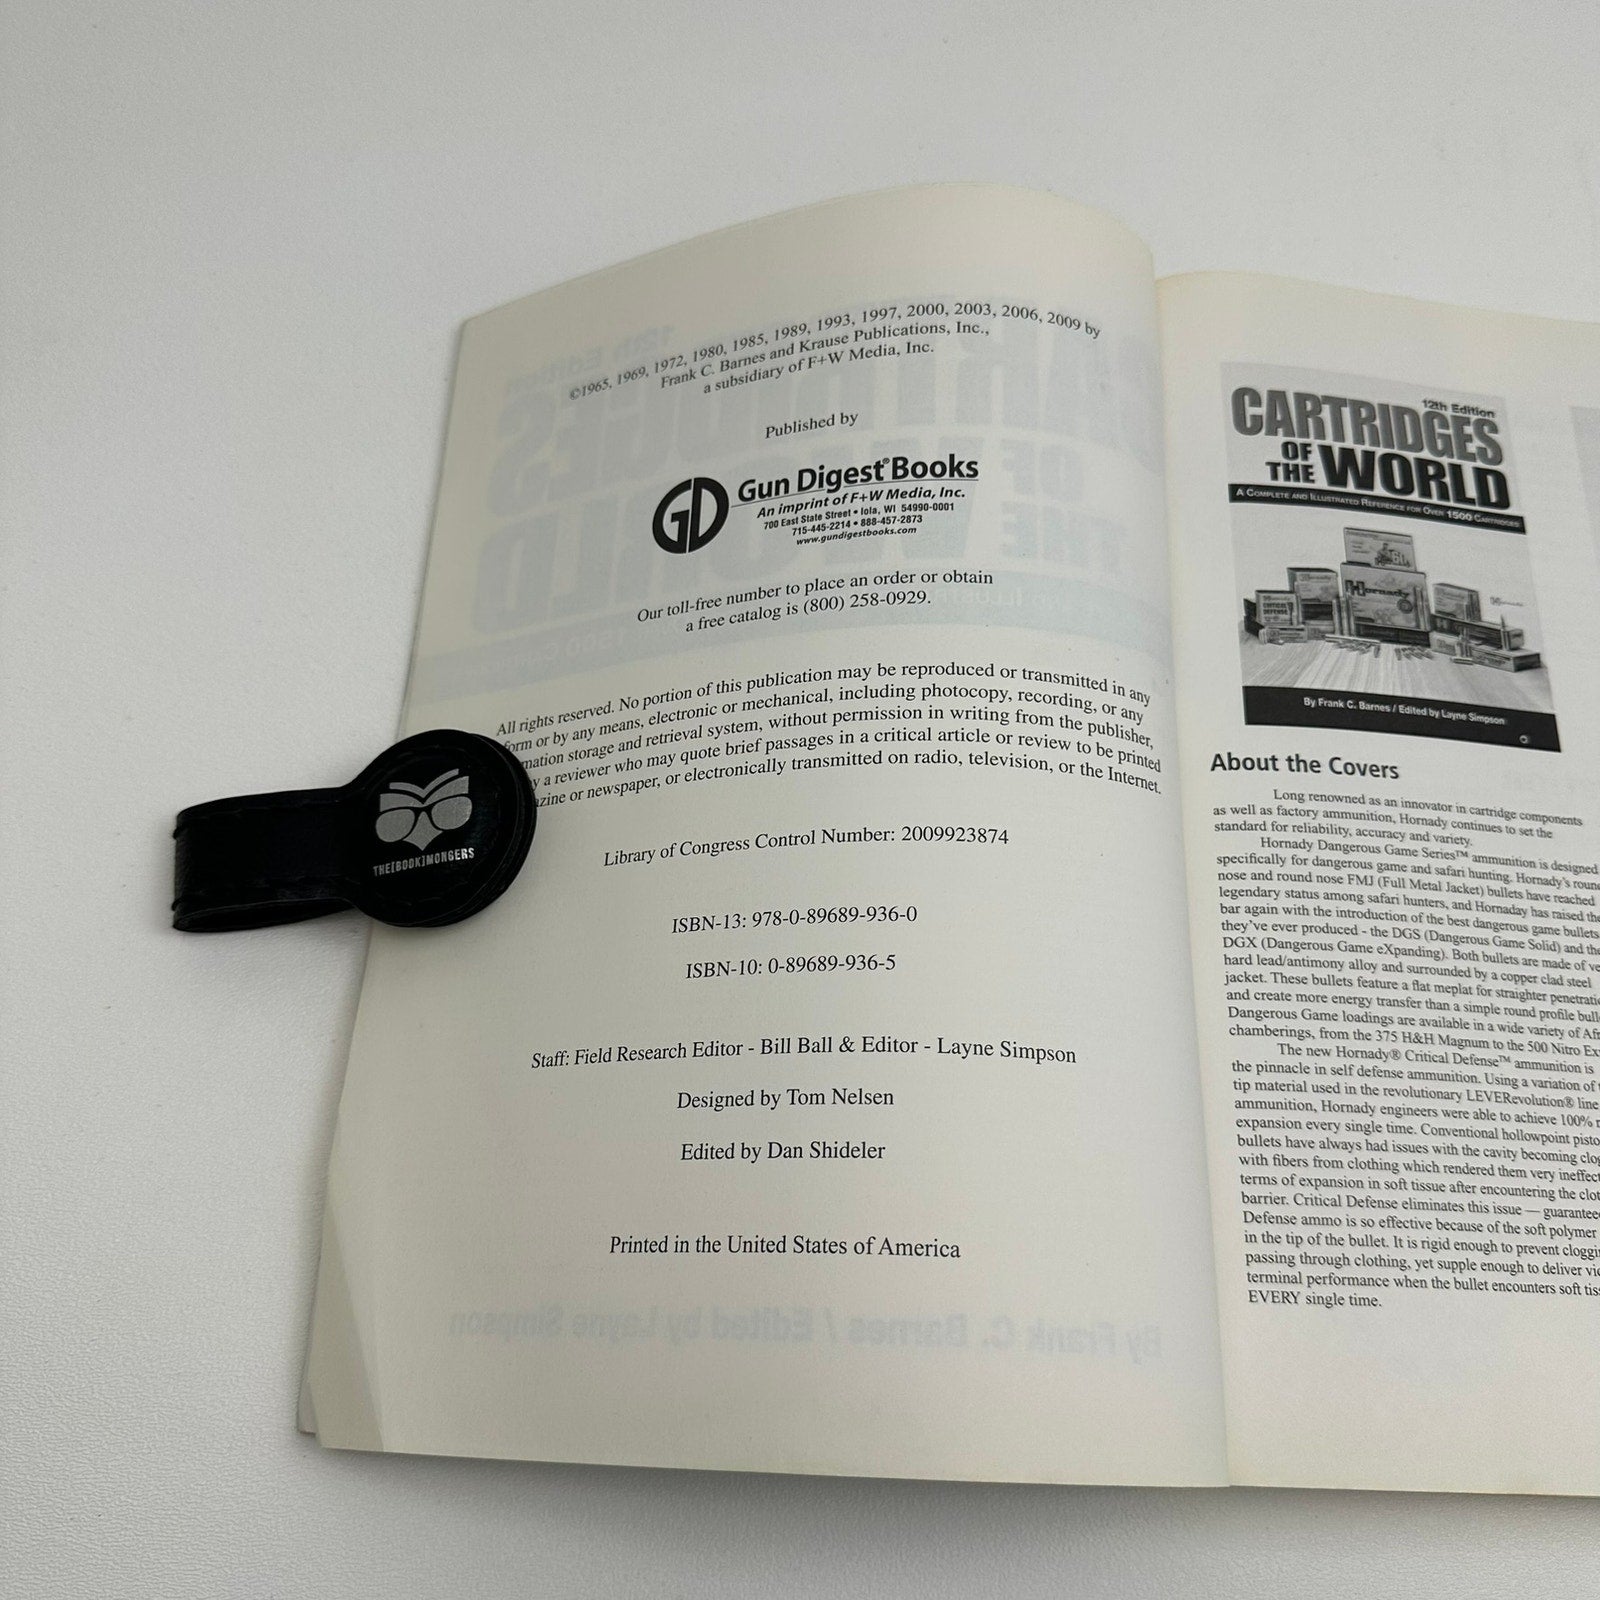 ©1965, 1969, 1972, 1980, 1985, 1989, 1993, 1997, 2000, 2003, 2006, 2009 by
Frank C. Barnes and Krause Publications, Inc.,
a subsidiary of F+W Media, Inc.
Published by
GD
Gun Digest® Books
An imprint of F+W Media, Inc.
700 East State Street • Iola, WI 54990-0001
715-445-2214 • 888-457-2873
www.gundigestbooks.com
Our toll-free number to place an order or obtain
a free catalog is (800) 258-0929.
All rights reserved. No portion of this publication may be reproduced or transmitted in any
form or by any means, electronic or mechanical, including photocopy, recording, or any
mation storage and retrieval system, without permission in writing from the publisher,
y a reviewer who may quote brief passages in a critical article or review to be printed
zine or newspaper, or electronically transmitted on radio, television, or the Internet.
THE[BOOK]MONGERS
Library of Congress Control Number: 2009923874
ISBN-13: 978-0-89689-936-0
ISBN-10: 0-89689-936-5
Staff: Field Research Editor - Bill Ball & Editor - Layne Simpson
Designed by Tom Nelsen
Edited by Dan Shideler
Printed in the United States of America
12th Edition
CARTRIDGES
OF
THE WORLD
A Complete and Illustrated Reference for Over 1500 Cartridges
Hornady
CRITICAL
DEFENSE
By Frank C. Barnes / Edited by Layne Simpson
About the Covers
Long renowned as an innovator in cartridge components
as well as factory ammunition, Hornady continues to set the
standard for reliability, accuracy and variety.
Hornady Dangerous Game Series™ ammunition is designed
specifically for dangerous game and safari hunting. Hornady's roun
nose and round nose FMJ (Full Metal Jacket) bullets have reached
legendary status among safari hunters, and Hornaday has raised the
bar again with the introduction of the best dangerous game bullets
they've ever produced - the DGS (Dangerous Game Solid) and the
DGX (Dangerous Game eXpanding). Both bullets are made of ve
hard lead/antimony alloy and surrounded by a copper clad steel
jacket. These bullets feature a flat meplat for straighter penetrati
and create more energy transfer than a simple round profile bull
Dangerous Game loadings are available in a wide variety of Afr
chamberings, from the 375 H&H Magnum to the 500 Nitro Ex
The new Hornady® Critical Defense™ ammunition is
the pinnacle in self defense ammunition. Using a variation of
tip material used in the revolutionary LEVERevolution® line
ammunition, Hornady engineers were able to achieve 100%
expansion every single time. Conventional hollowpoint pisto
bullets have always had issues with the cavity becoming clo
with fibers from clothing which rendered them very ineffect
terms of expansion in soft tissue after encountering the clot
barrier. Critical Defense eliminates this issue — guarantee
Defense ammo is so effective because of the soft polymer
in the tip of the bullet. It is rigid enough to prevent cloggi
passing through clothing, yet supple enough to deliver vi
terminal performance when the bullet encounters soft tis
EVERY single time.